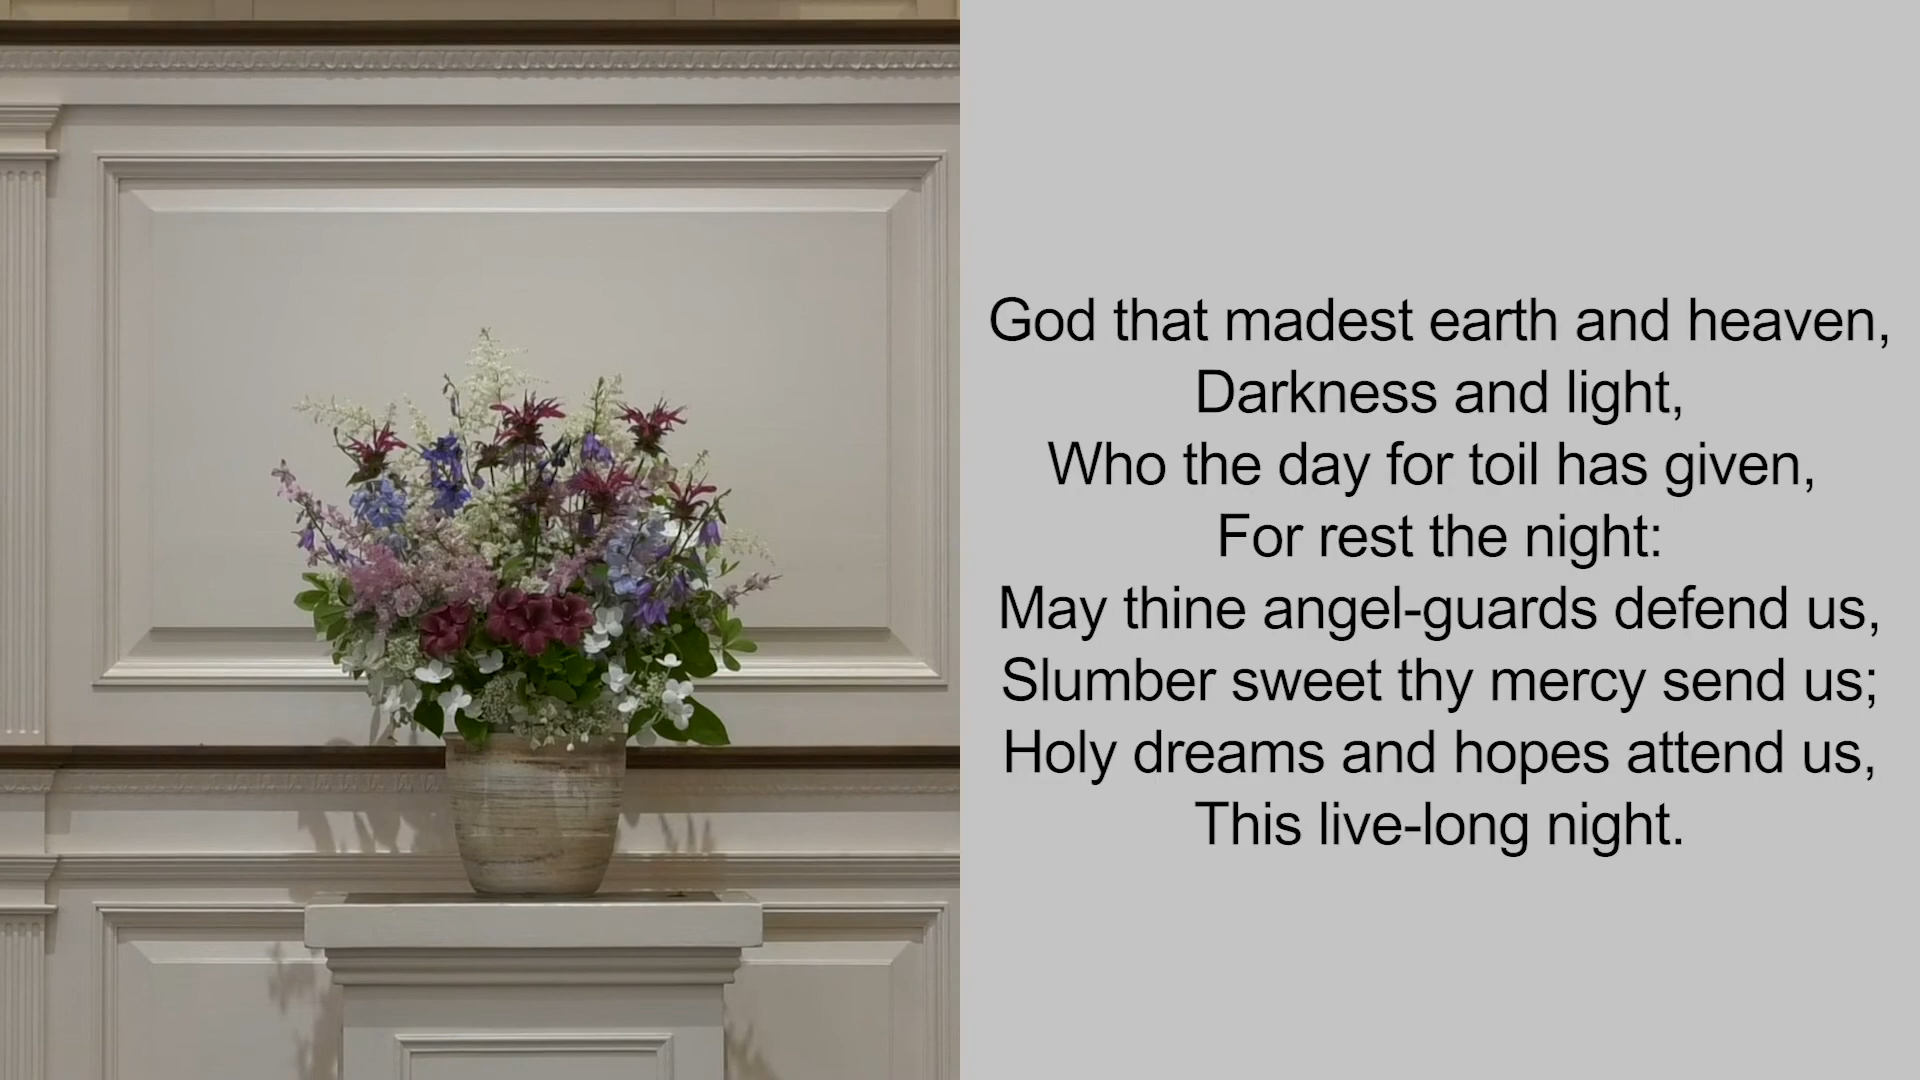 God that madest earth and heaven,
Darkness and light,
Who the day for toil has given,
For rest the night:
May thine angel-guards defend us,
Slumber sweet thy mercy send us;
Holy dreams and hopes attend us,
This live-long night.